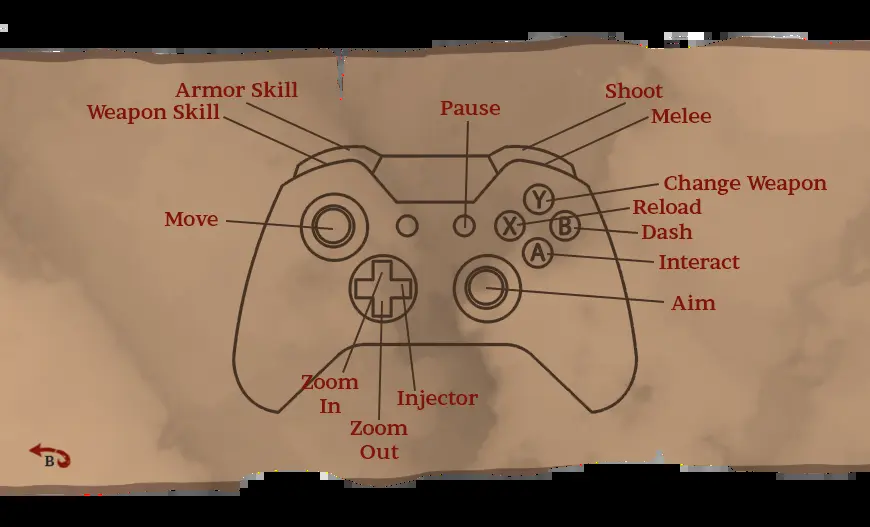 Armor Skill
Weapon Skill
Pause
Shoot
Melee
Change Weapon
Reload
Dash
Interact
Aim
Move
Y
X
B
A
Zoom
In
Injector
Zoom
Out
B